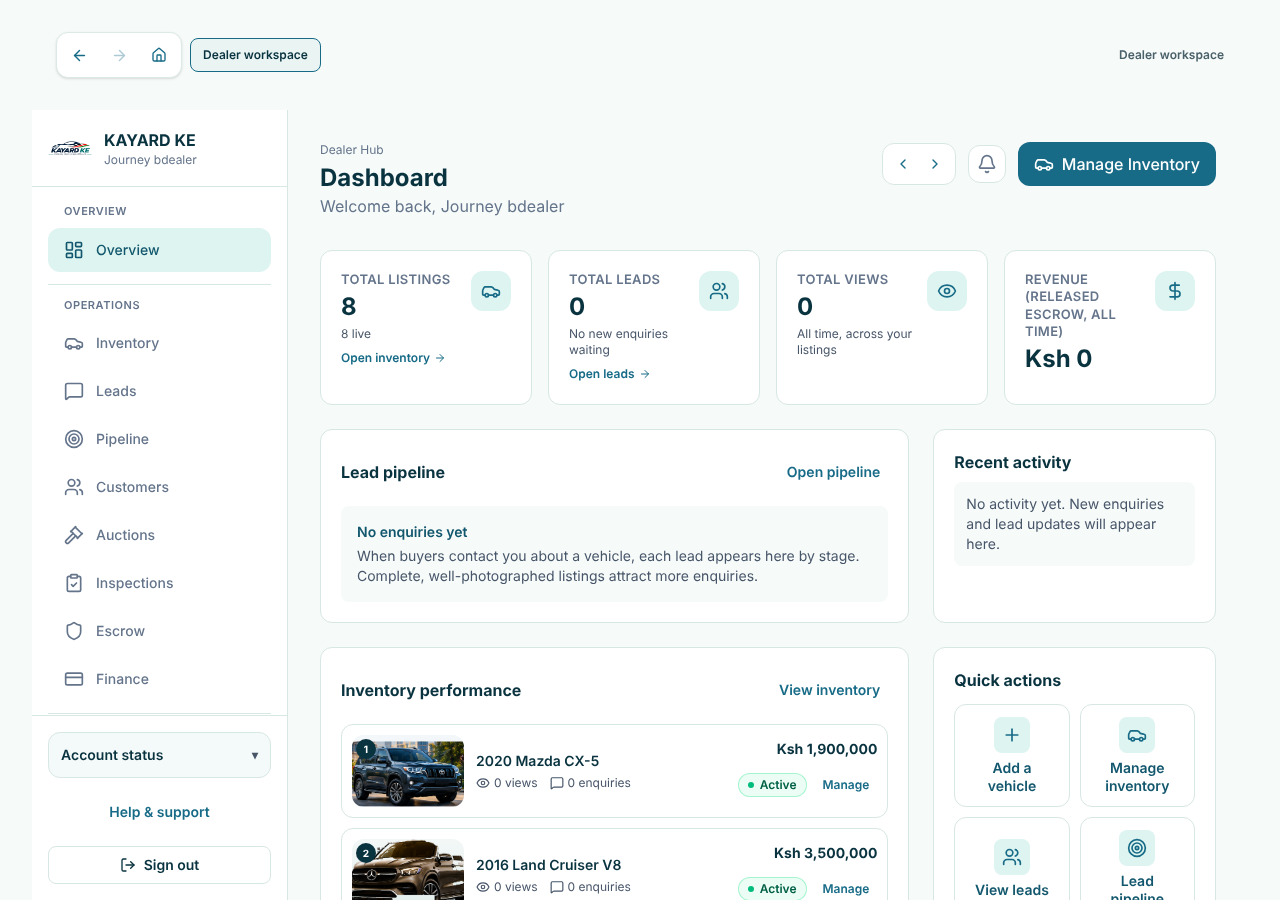 Dealer workspace
Dealer workspace
KAYARD KE
KAYARD KE
Journey bdealer
OVERVIEW
Overview
OPERATIONS
Inventory
Leads
Pipeline
Customers
Auctions
Inspections
Escrow
Finance
Account status
Help & support
Sign out
Dealer Hub
Dashboard
Welcome back, Journey bdealer
Manage Inventory
TOTAL LISTINGS
8
8 live
Open inventory →
TOTAL LEADS
0
No new enquiries
waiting
Open leads →
TOTAL VIEWS
0
All time, across your
listings
REVENUE
(RELEASED
ESCROW, ALL
TIME)
Ksh 0
Lead pipeline
Open pipeline
No enquiries yet
When buyers contact you about a vehicle, each lead appears here by stage.
Complete, well-photographed listings attract more enquiries.
Recent activity
No activity yet. New enquiries
and lead updates will appear
here.
Inventory performance
View inventory
1
2020 Mazda CX-5
0 views
0 enquiries
Ksh 1,900,000
Active
Manage
2
2016 Land Cruiser V8
0 views
0 enquiries
Ksh 3,500,000
Active
Manage
Quick actions
Add a
vehicle
Manage
inventory
View leads
Lead
pipeline